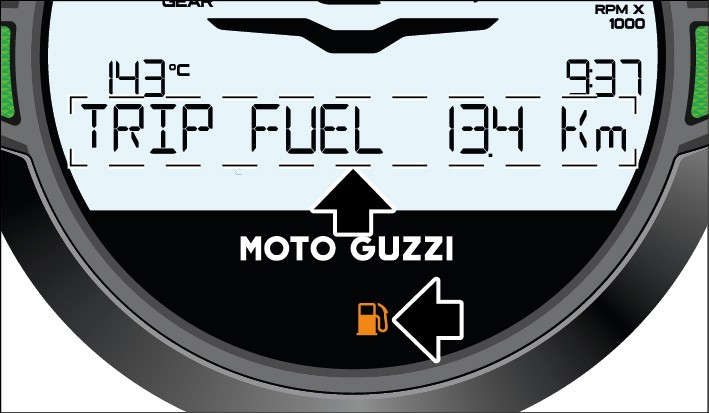 GEAR
RPM X
1000
143°C
9:37
TRIP FUEL 13.4 Km
MOTO GUZZI